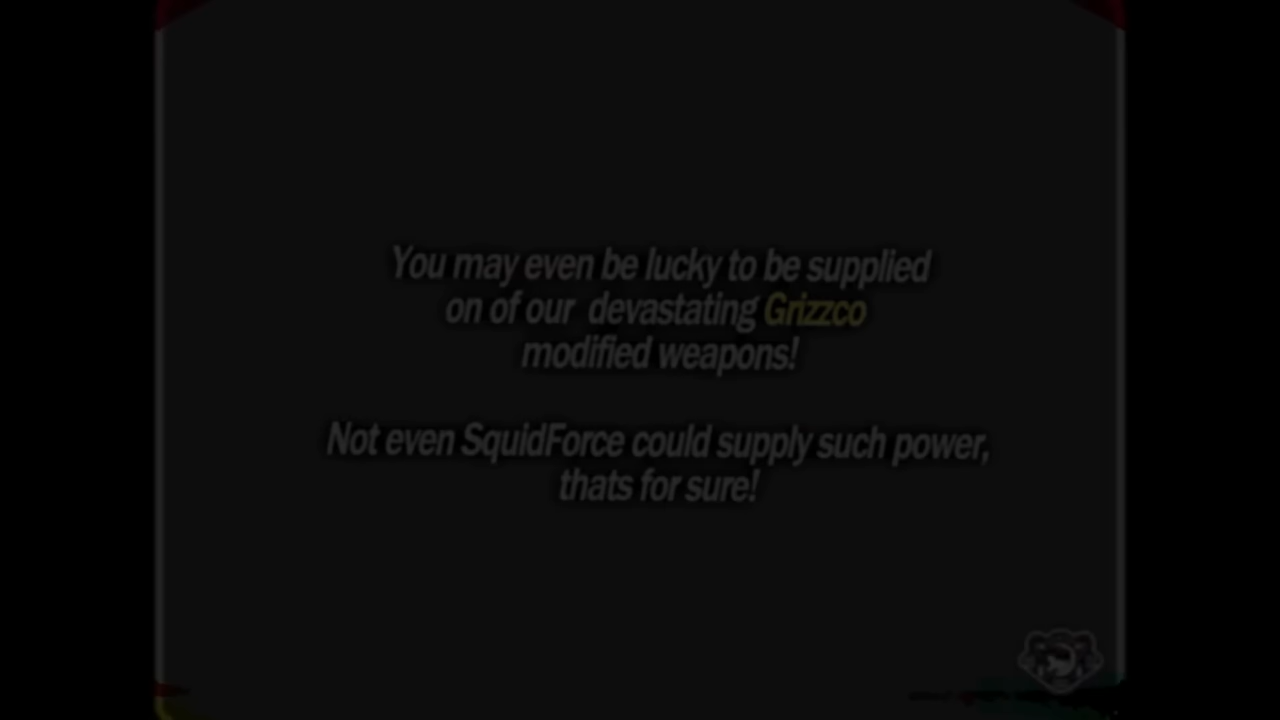 You may even be lucky to be supplied
on of our devastating Grizzco
modified weapons!
Not even SquidForce could supply such power,
thats for sure!